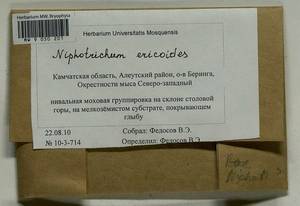 Herbarium MW, Bryophyta
Herbarium Universitatis Mosquensis
Niphotrichum ericoides
Камчатская область, Алеутский район, о-в Беринга,
Окрестности мыса Северо-западный
нивальная моховая группировка на склоне столовой
горы, на мелкозёмистом субстрате, покрывающем
глыбу
22.08.10 Собрал: Федосов В.Э.
№ 10-3-714 Определил: Федосов В.Э.